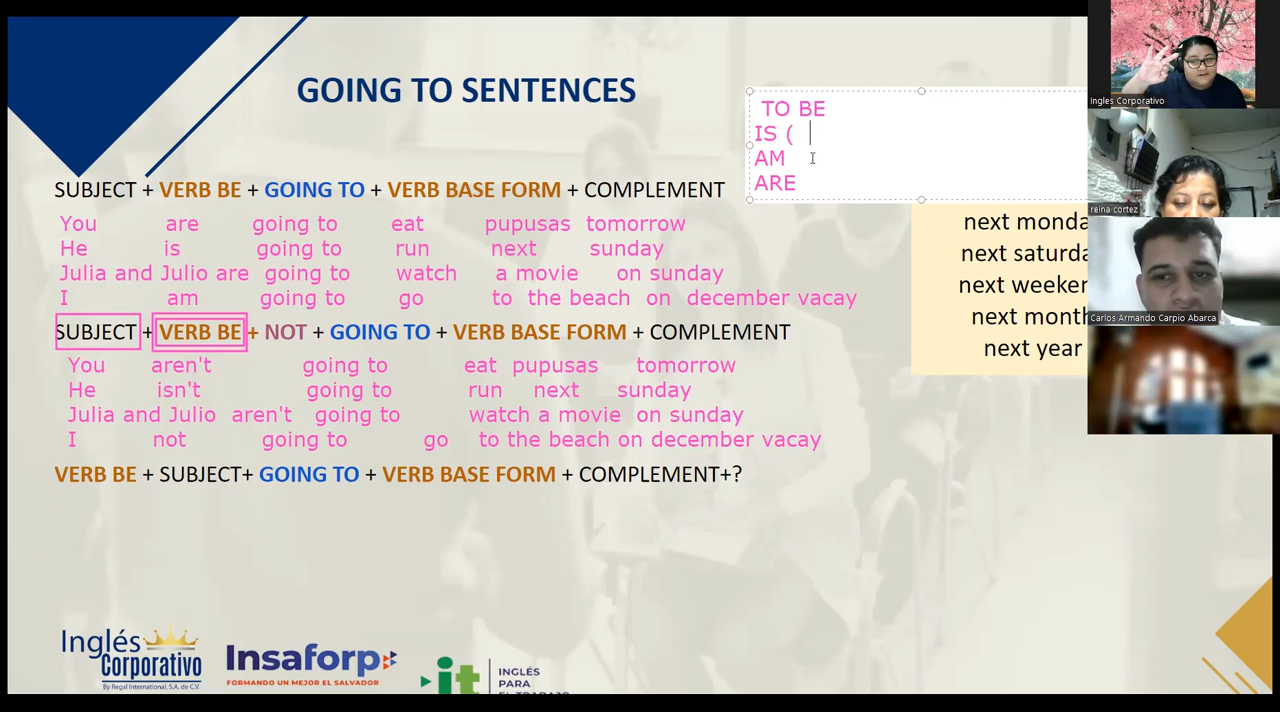 GOING TO SENTENCES
TO BE
IS (
AM
ARE
SUBJECT + VERB BE + GOING TO + VERB BASE FORM + COMPLEMENT
You are going to eat pupusas tomorrow
He is going to run next sunday
Julia and Julio are going to watch a movie on sunday
I am going to go to the beach on december vacay
SUBJECT + VERB BE + NOT + GOING TO + VERB BASE FORM + COMPLEMENT
You aren't going to eat pupusas tomorrow
He isn't going to run next sunday
Julia and Julio aren't going to watch a movie on sunday
I not going to go to the beach on december vacay
VERB BE + SUBJECT+ GOING TO + VERB BASE FORM + COMPLEMENT+?
next monda
next saturda
next weeken
next month
next year
Ingles Corporativo
reina cortez
Carlos Armando Carpio Abarca
Inglés
Corporativo
By Regal International, S.A. de C.V.
Insaforp
FORMANDO UN MEJOR EL SALVADOR
it
INGLÉS
PARA
EL TRABAJO